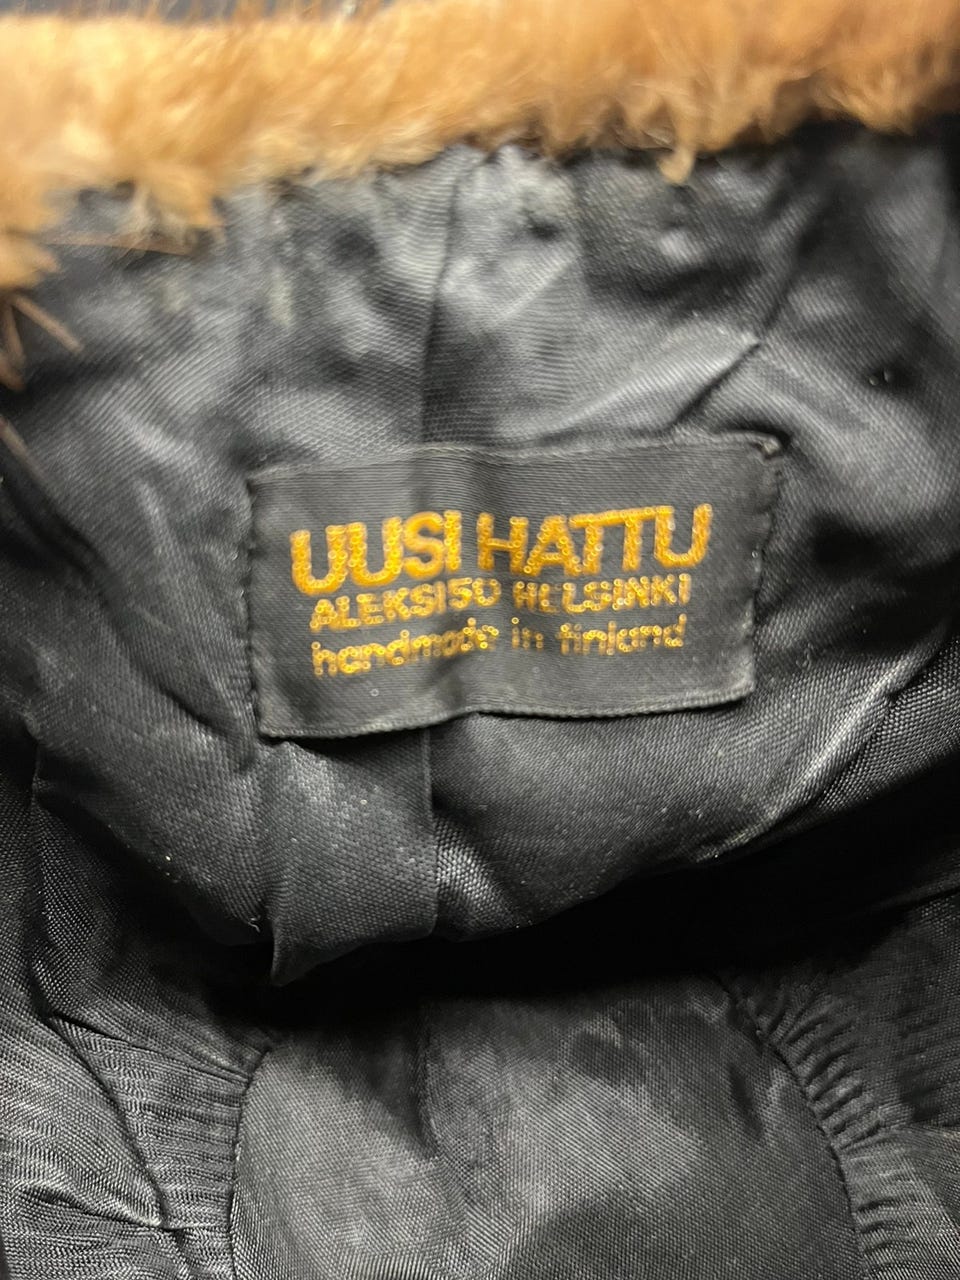 UUSI HATTU
ALEKSI 50 HELSINKI
handmade in finland